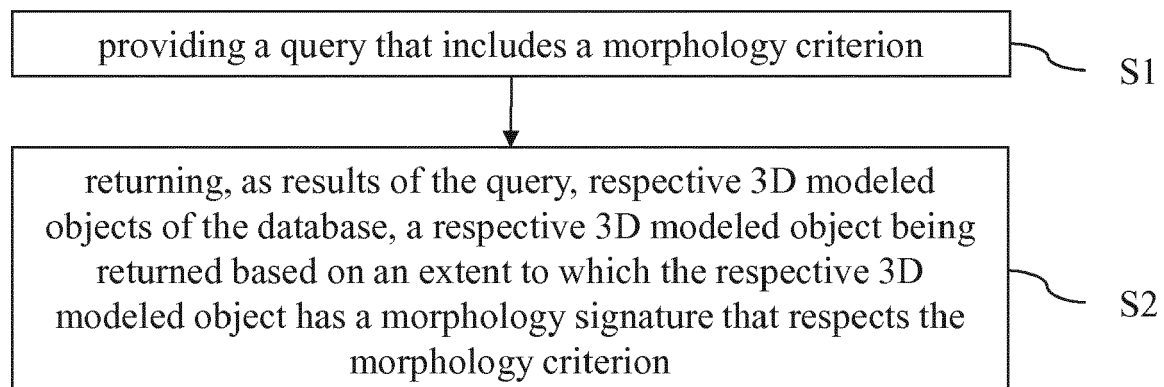 providing a query that includes a morphology criterion
S1
returning, as results of the query, respective 3D modeled
objects of the database, a respective 3D modeled object being
returned based on an extent to which the respective 3D
modeled object has a morphology signature that respects the
morphology criterion
S2